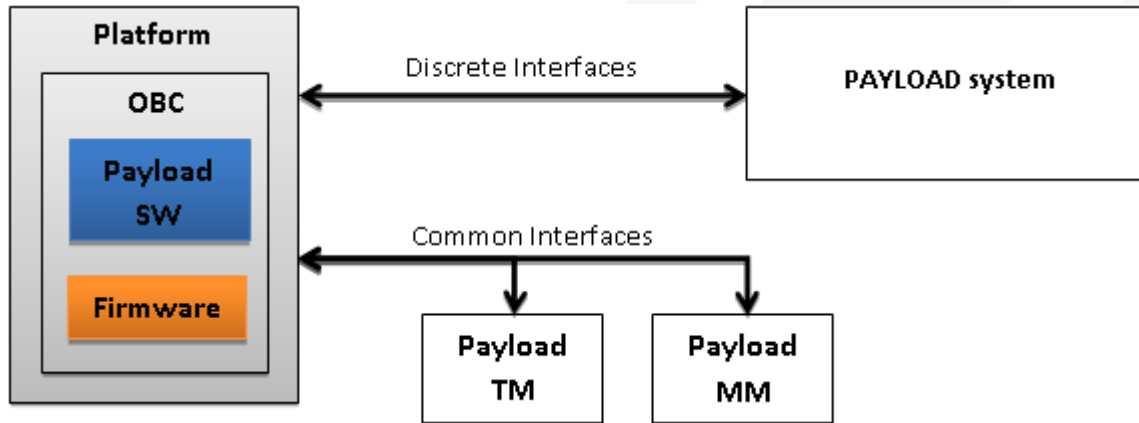 Platform
OBC
Payload
SW
Firmware
Discrete Interfaces
PAYLOAD system
Common Interfaces
Payload
TM
Payload
MM